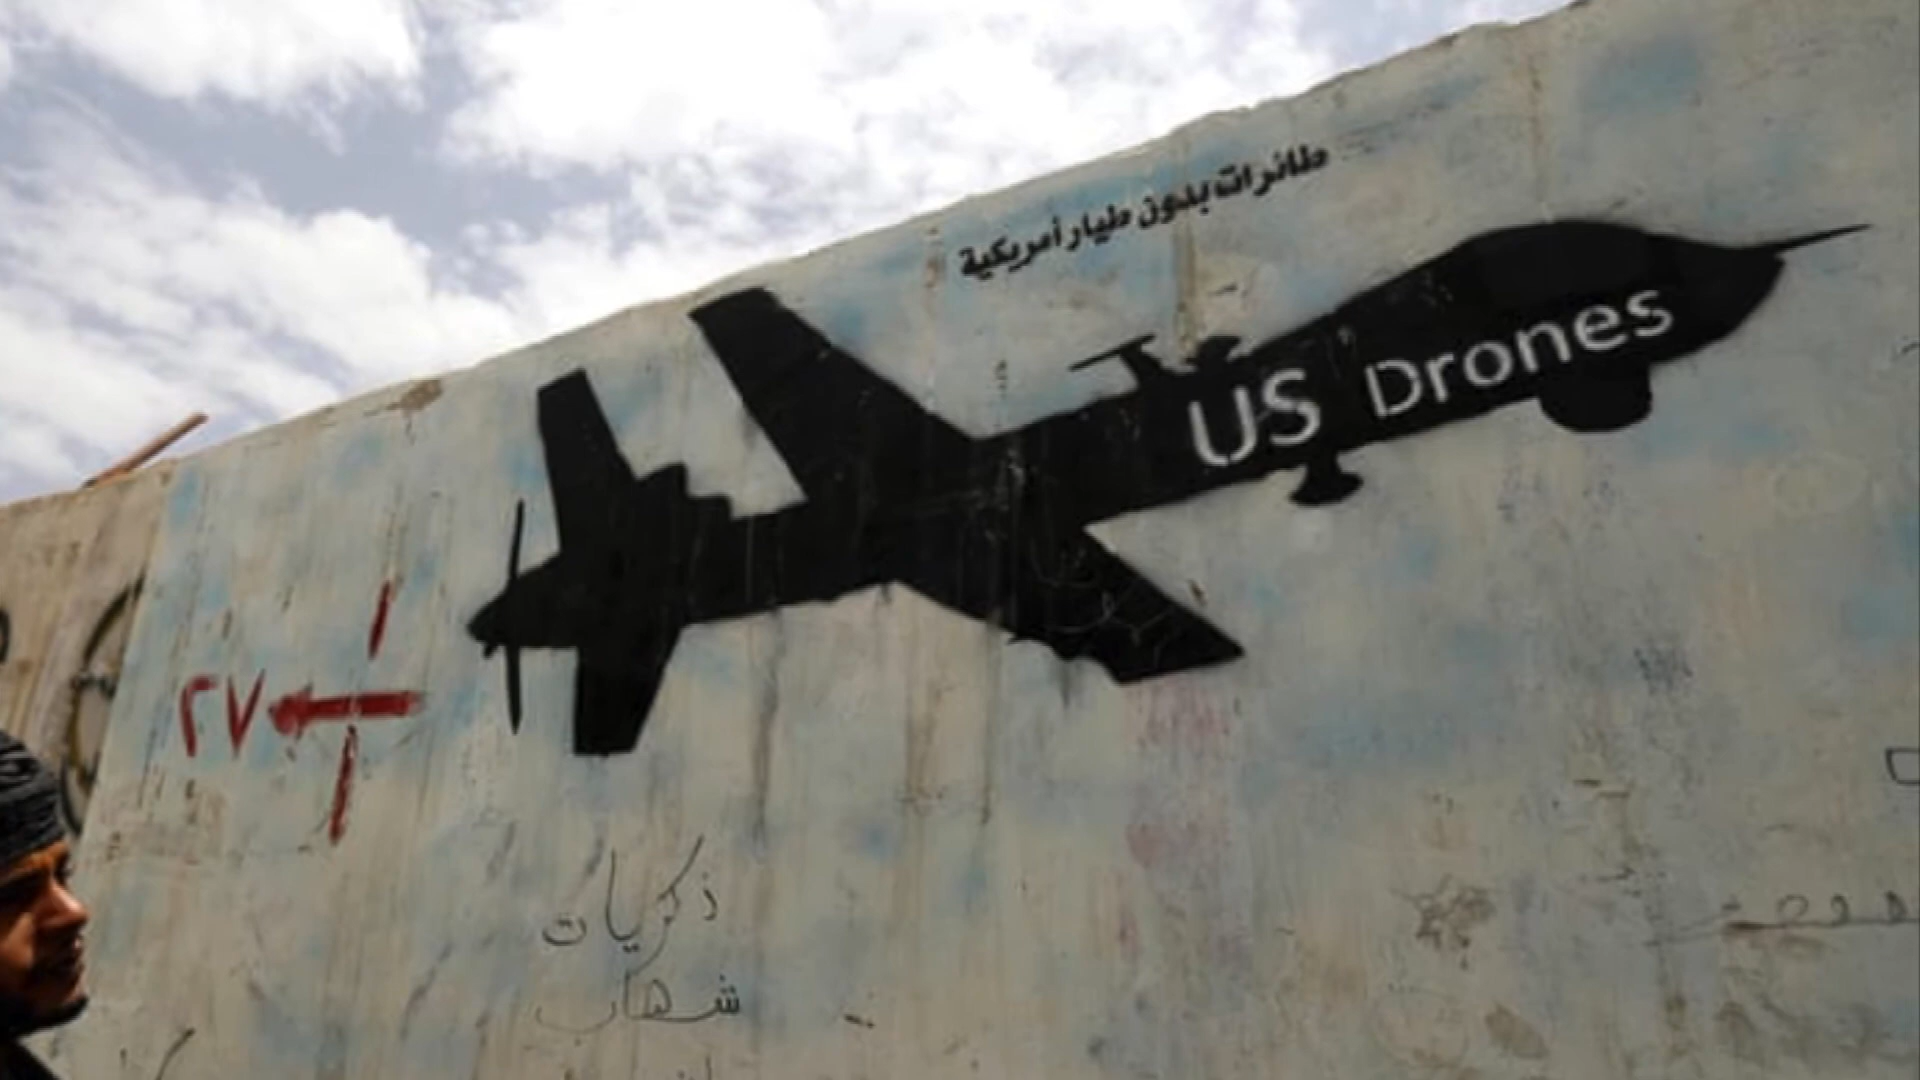 طائرات بدون طيار أمريكية
US Drones
٢٧
ذكريات
شهاب